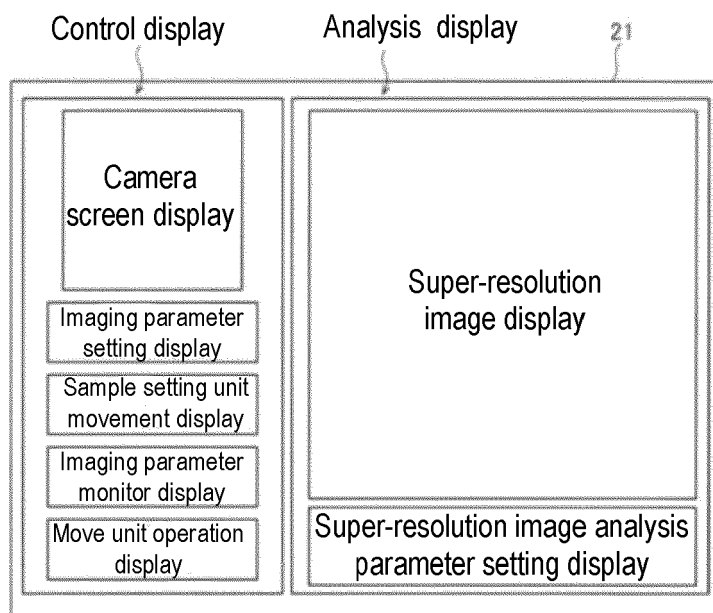 Control display
Analysis display
21
Camera
screen display
Imaging parameter
setting display
Sample setting unit
movement display
Imaging parameter
monitor display
Move unit operation
display
Super-resolution
image display
Super-resolution image analysis
parameter setting display